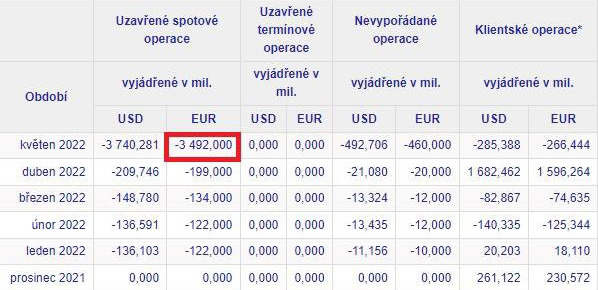 Období Uzavřené spotové operace Uzavřené termínové operace Nevypořádané operace Klientské operace*
vyjádřené v mil. vyjádřené v mil. vyjádřené v mil. vyjádřené v mil.
USD EUR USD EUR USD EUR USD EUR
květen 2022 -3 740,281 -3 492,000 0,000 0,000 -492,706 -460,000 -285,388 -266,444
duben 2022 -209,746 -199,000 0,000 0,000 -21,080 -20,000 1 682,462 1 596,264
březen 2022 -148,780 -134,000 0,000 0,000 -13,324 -12,000 -82,867 -74,635
únor 2022 -136,591 -122,000 0,000 0,000 -13,435 -12,000 -140,335 -125,344
leden 2022 -136,103 -122,000 0,000 0,000 -11,156 -10,000 20,203 18,110
prosinec 2021 0,000 0,000 0,000 0,000 0,000 0,000 261,122 230,572